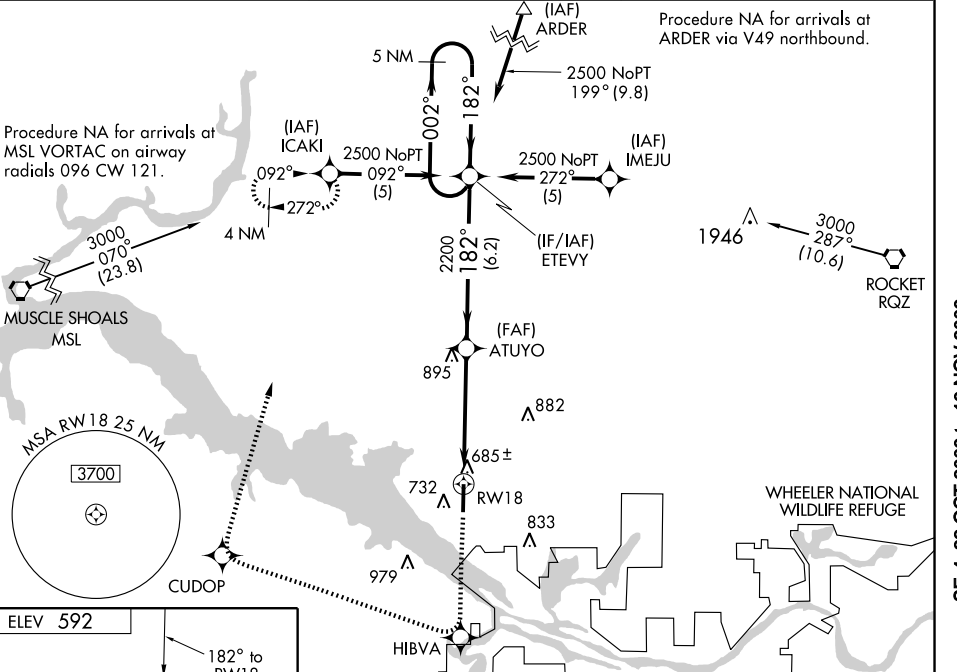 (IAF)
ARDER
Procedure NA for arrivals at
ARDER via V49 northbound.
5 NM
2500 NoPT
199° (9.8)
002°
182°
Procedure NA for arrivals at
MSL VORTAC on airway
radials 096 CW 121.
(IAF)
ICAKI
092°
272°
4 NM
2500 NoPT
092°
(5)
2500 NoPT
272°
(5)
(IAF)
IMEJU
(IF/IAF)
ETEVY
2200
182°
(6.2)
1946
3000
287°
(10.6)
ROCKET
RQZ
3000
070°
(23.8)
MUSCLE SHOALS
MSL
(FAF)
ATUYO
895
882
MSA RW18 25 NM
3700
685±
732
RW18
833
979
WHEELER NATIONAL
WILDLIFE REFUGE
CUDOP
HIBVA
ELEV 592
182° to